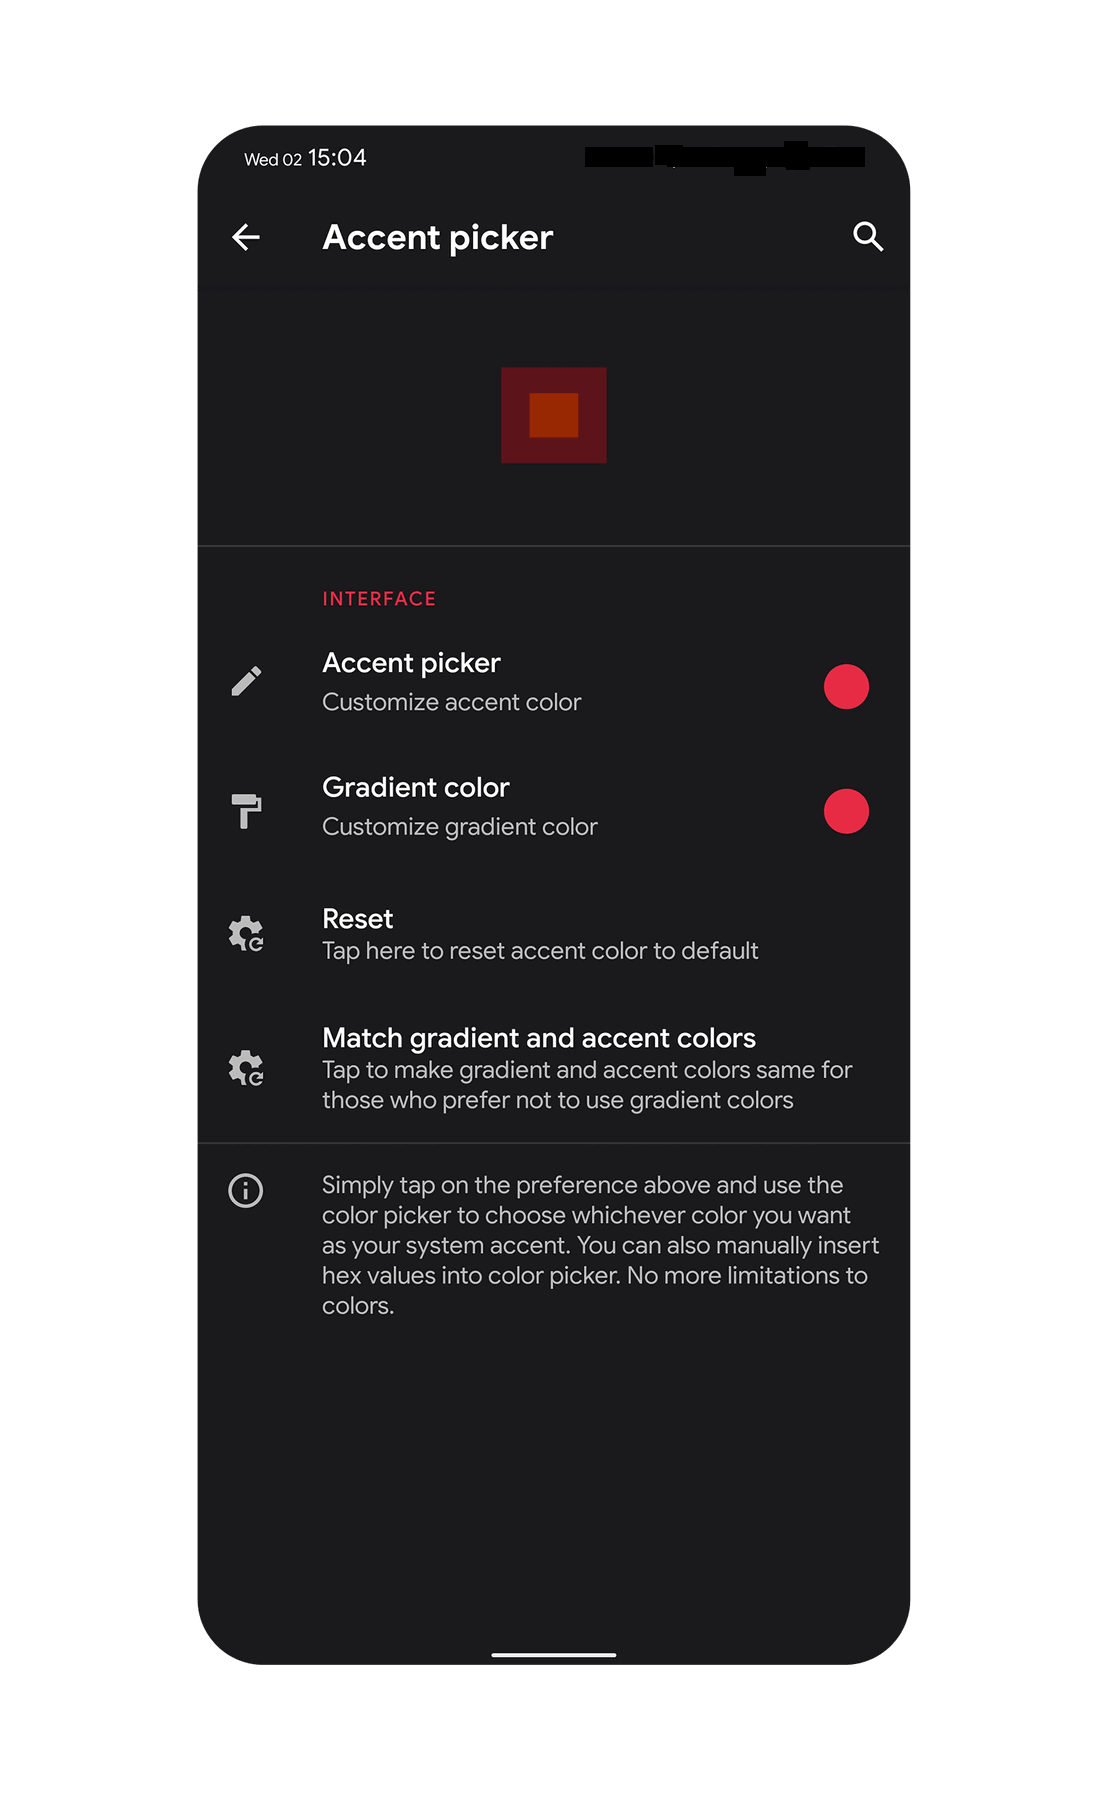 Wed 02 15:04
Accent picker
INTERFACE
Accent picker
Customize accent color
Gradient color
Customize gradient color
Reset
Tap here to reset accent color to default
Match gradient and accent colors
Tap to make gradient and accent colors same for
those who prefer not to use gradient colors
Simply tap on the preference above and use the
color picker to choose whichever color you want
as your system accent. You can also manually insert
hex values into color picker. No more limitations to
colors.